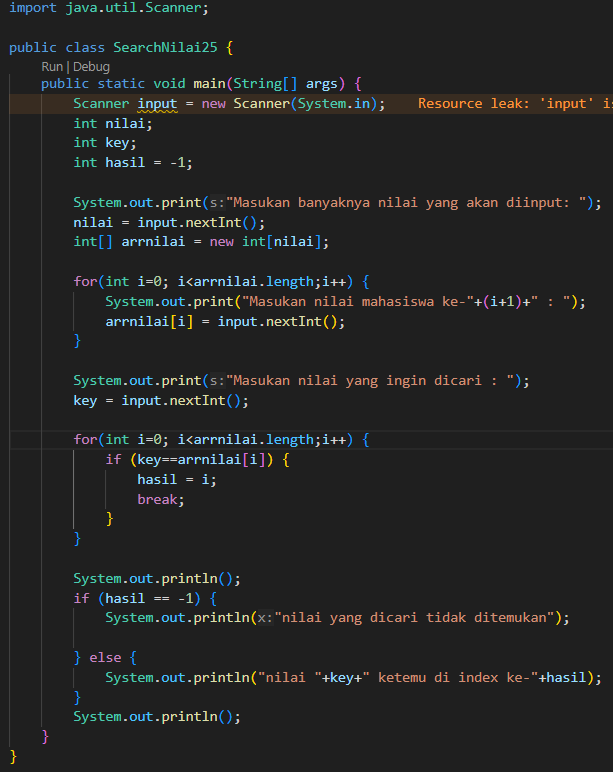 import java.util.Scanner;
public class SearchNilai25 {
Run | Debug
public static void main(String[] args) {
Scanner input = new Scanner(System.in);    Resource leak: 'input' is
int nilai;
int key;
int hasil = -1;
System.out.print(s:"Masukan banyaknya nilai yang akan diinput: ");
nilai = input.nextInt();
int[] arrnilai = new int[nilai];
for(int i=0; i<arrnilai.length;i++) {
System.out.print("Masukan nilai mahasiswa ke-"+(i+1)+" : ");
arrnilai[i] = input.nextInt();
}
System.out.print(s:"Masukan nilai yang ingin dicari : ");
key = input.nextInt();
for(int i=0; i<arrnilai.length;i++) {
if (key==arrnilai[i]) {
hasil = i;
break;
}
}
System.out.println();
if (hasil == -1) {
System.out.println(x:"nilai yang dicari tidak ditemukan");
} else {
System.out.println("nilai "+key+" ketemu di index ke-"+hasil);
}
System.out.println();
}
}